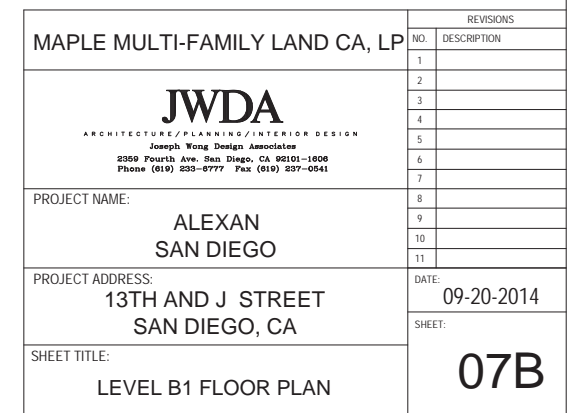 MAPLE MULTI-FAMILY LAND CA, LP
JWDA
ARCHITECTURE/PLANNING/INTERIOR DESIGN
Joseph Wong Design Associates
2359 Fourth Ave. San Diego, CA 92101-1606
Phone (619) 233-6777 Fax (619) 237-0541
PROJECT NAME:
ALEXAN
SAN DIEGO
PROJECT ADDRESS:
13TH AND J STREET
SAN DIEGO, CA
SHEET TITLE:
LEVEL B1 FLOOR PLAN
REVISIONS
NO. DESCRIPTION
1
2
3
4
5
6
7
8
9
10
11
DATE:
09-20-2014
SHEET:
07B